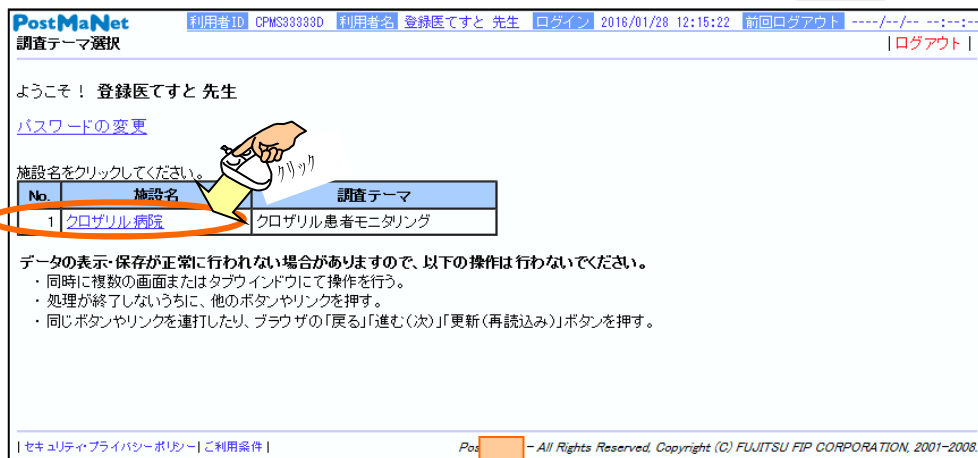 PostMaNet 利用者ID CPMS33333D 利用者名 登録医てすと 先生 ログイン 2016/01/28 12:15:22 前回ログアウト ----/--/-- --:--:--
調査テーマ選択 |ログアウト|
ようこそ! 登録医てすと 先生
パスワードの変更
クリック
施設名をクリックしてください。
No. 施設名 調査テーマ
1 クロザリル病院 クロザリル患者モニタリング
データの表示・保存が正常に行われない場合がありますので、以下の操作は行わないでください。
・同時に複数の画面またはタブウインドウにて操作を行う。
・処理が終了しないうちに、他のボタンやリンクを押す。
・同じボタンやリンクを連打したり、ブラウザの「戻る」「進む(次)」「更新(再読込み)」ボタンを押す。
|セキュリティ・プライバシーポリシー|ご利用条件| Pos - All Rights Reserved, Copyright (C) FUJITSU FIP CORPORATION, 2001-2008